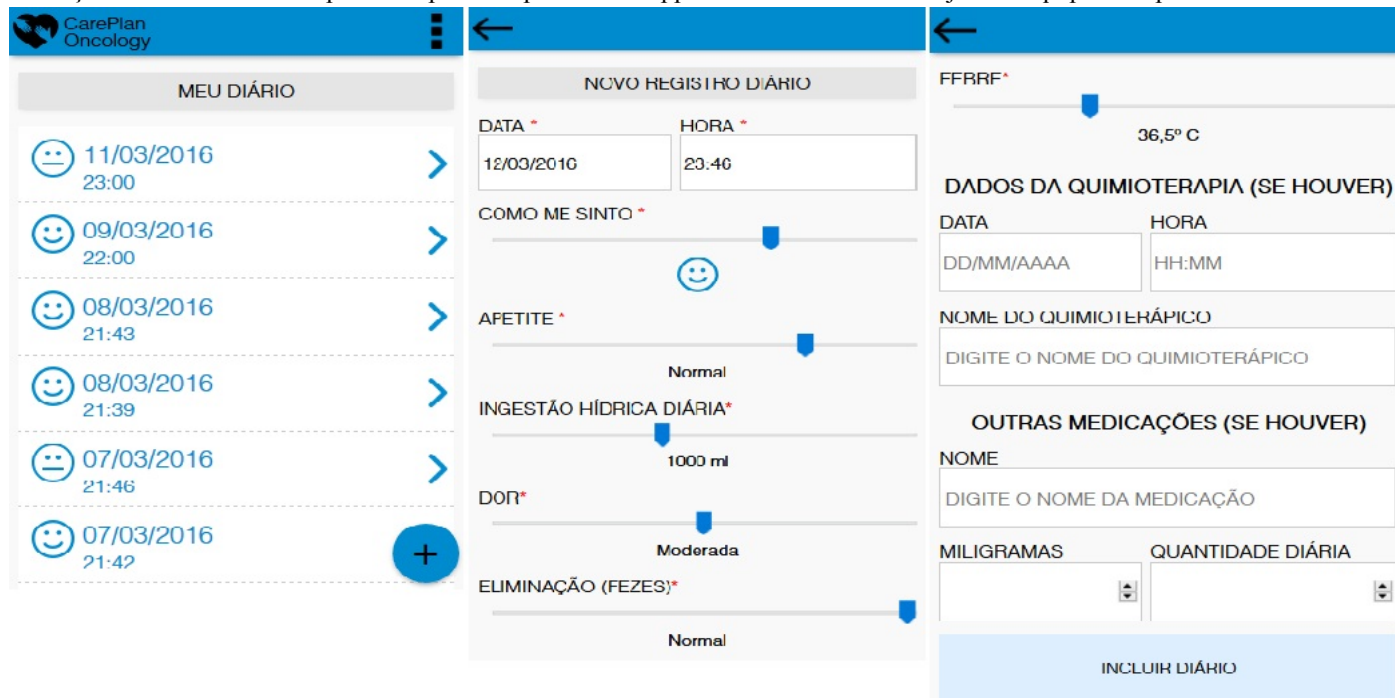 CarePlan
Oncology
MEU DIÁRIO
11/03/2016
23:00
09/03/2016
22:00
08/03/2016
21:43
08/03/2016
21:39
07/03/2016
21:46
07/03/2016
21:42
+
NOVO REGISTRO DIÁRIO
DATA * HORA *
12/03/2016 23:46
COMO ME SINTO *
APETITE *
Normal
INGESTÃO HÍDRICA DIÁRIA*
1000 ml
DOR*
Moderada
ELIMINAÇÃO (FEZES)*
Normal
FEBRE*
36,5º C
DADOS DA QUIMIOTERAPIA (SE HOUVER)
DATA HORA
DD/MM/AAAA HH:MM
NOME DO QUIMIOTERÁPICO
DIGITE O NOME DO QUIMIOTERÁPICO
OUTRAS MEDICAÇÕES (SE HOUVER)
NOME
DIGITE O NOME DA MEDICAÇÃO
MILIGRAMAS QUANTIDADE DIÁRIA
INCLUIR DIÁRIO